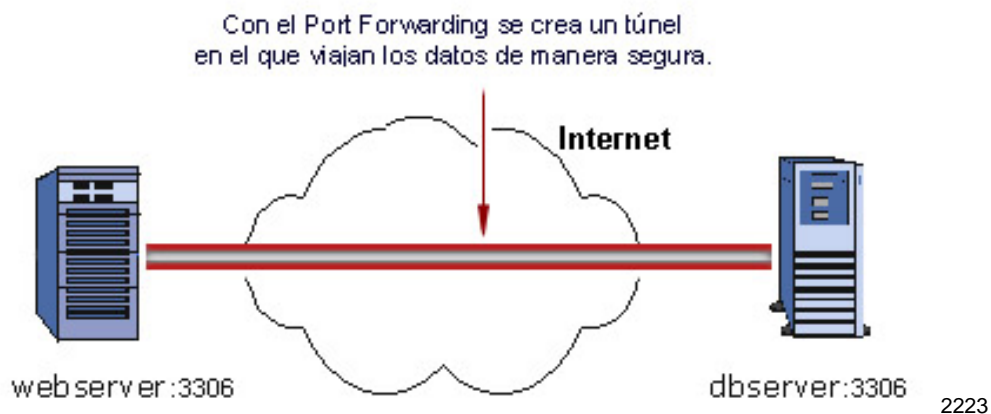 Con el Port Forwarding se crea un túnel
en el que viajan los datos de manera segura.
Internet
webserver:3306
dbserver:3306
2223